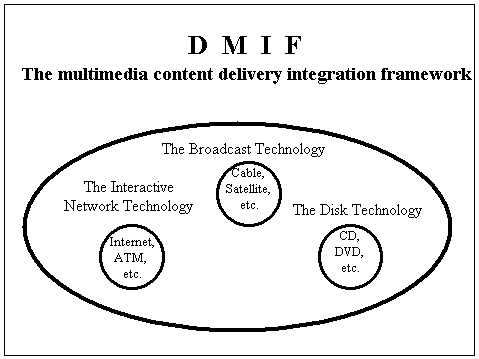 D M I F
The multimedia content delivery integration framework
The Broadcast Technology
Cable,
Satellite,
etc.
The Interactive
Network Technology
Internet,
ATM,
etc.
The Disk Technology
CD,
DVD,
etc.